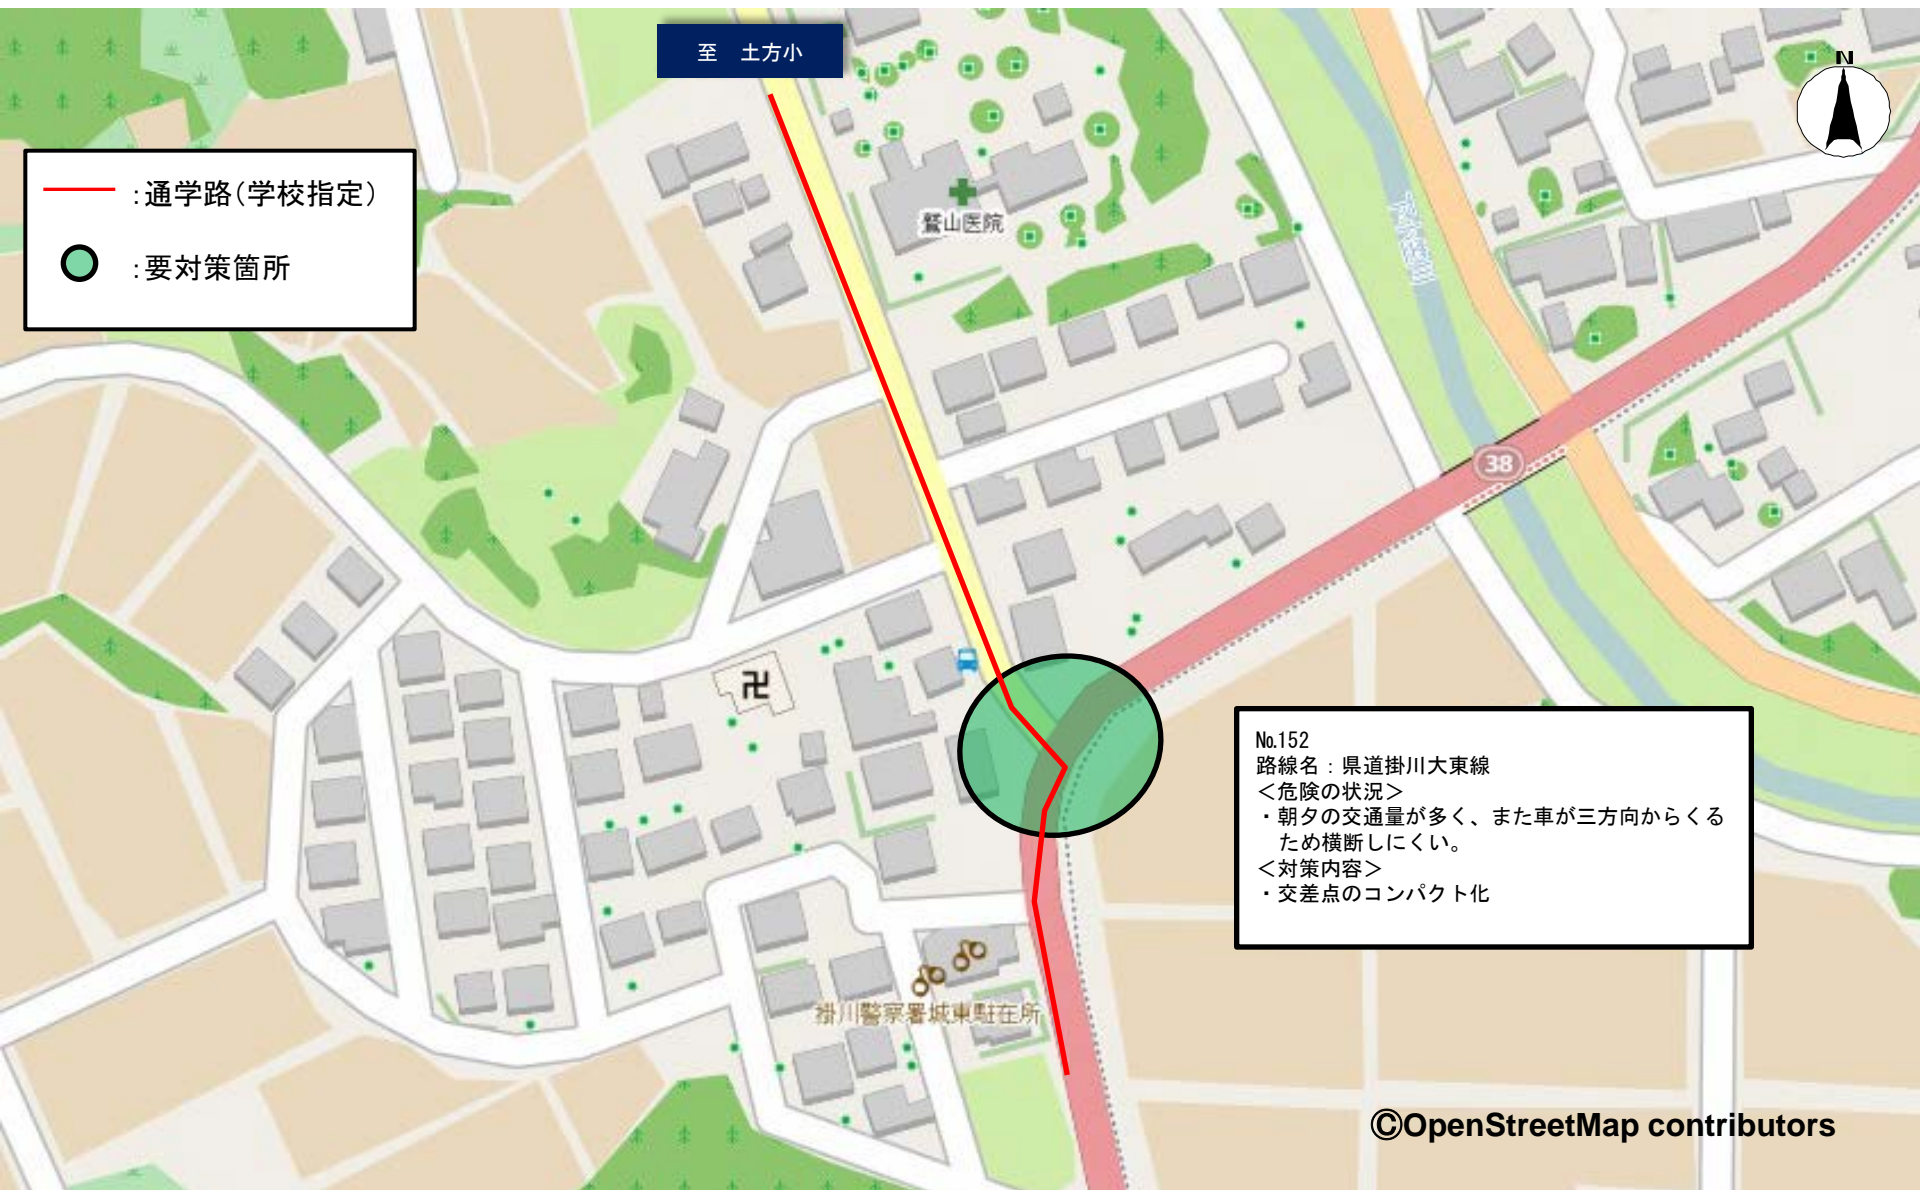 至　土方小
N
：通学路（学校指定）
：要対策箇所
鷲山医院
38
卍
No.152
路線名：県道掛川大東線
＜危険の状況＞
・朝夕の交通量が多く、また車が三方向からくる
ため横断しにくい。
＜対策内容＞
・交差点のコンパクト化
掛川警察署城東駐在所
©OpenStreetMap contributors